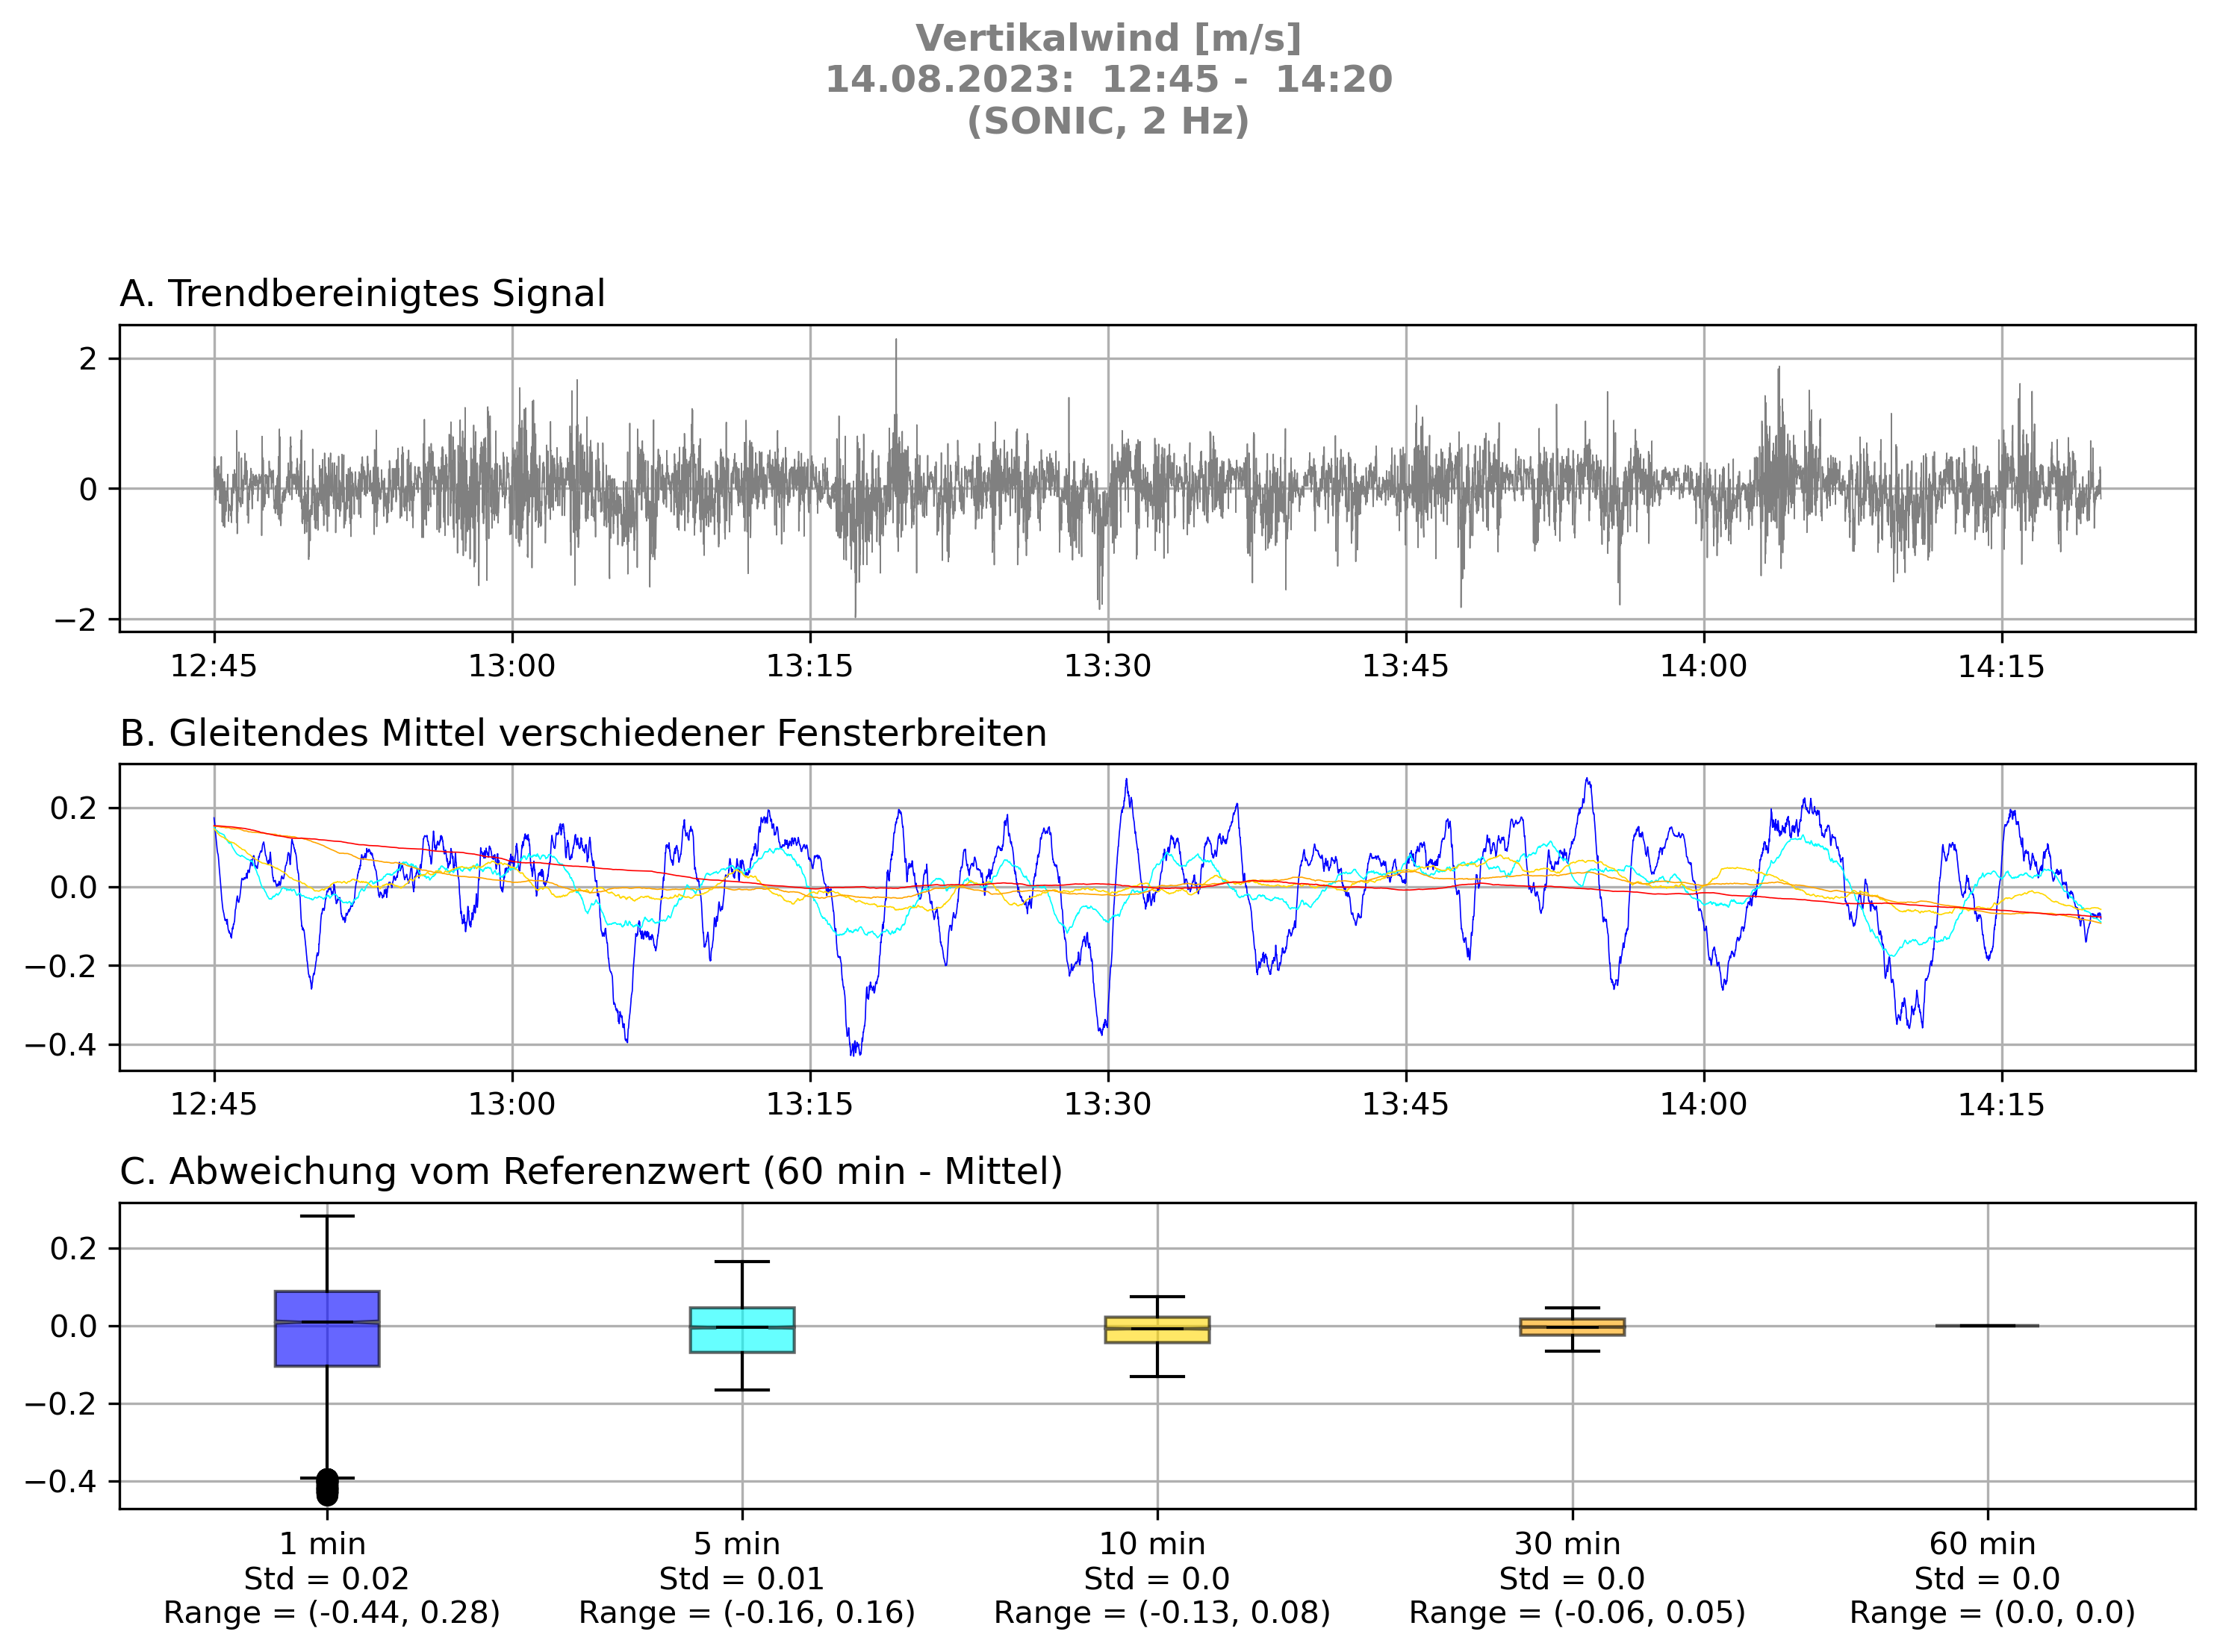 Vertikalwind [m/s]
14.08.2023:  12:45 -  14:20
(SONIC, 2 Hz)
A. Trendbereinigtes Signal
2
0
−2
12:45 13:00 13:15 13:30 13:45 14:00 14:15
B. Gleitendes Mittel verschiedener Fensterbreiten
0.2
0.0
−0.2
−0.4
12:45 13:00 13:15 13:30 13:45 14:00 14:15
C. Abweichung vom Referenzwert (60 min - Mittel)
0.2
0.0
−0.2
−0.4
1 min 5 min 10 min 30 min 60 min
Std = 0.02 Std = 0.01 Std = 0.0 Std = 0.0 Std = 0.0
Range = (-0.44, 0.28) Range = (-0.16, 0.16) Range = (-0.13, 0.08) Range = (-0.06, 0.05) Range = (0.0, 0.0)